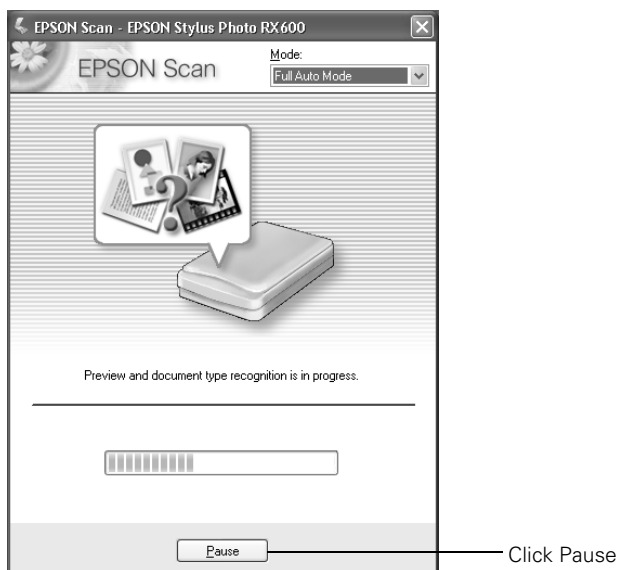 EPSON Scan - EPSON Stylus Photo RX600
EPSON Scan
Mode:
Full Auto Mode
?
Preview and document type recognition is in progress.
Pause
Click Pause